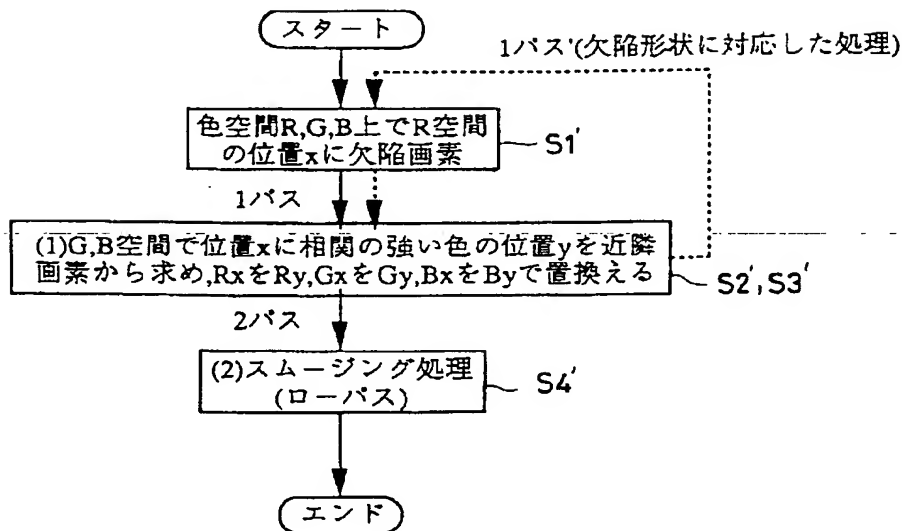 スタート
1パス'(欠陥形状に対応した処理)
色空間R,G,B上でR空間
の位置xに欠陥画素
S1'
1パス
(1)G,B空間で位置xに相関の強い色の位置yを近隣
画素から求め,RxをRy,GxをGy,BxをByで置換える
S2',S3'
2パス
(2)スムージング処理
(ローパス)
S4'
エンド